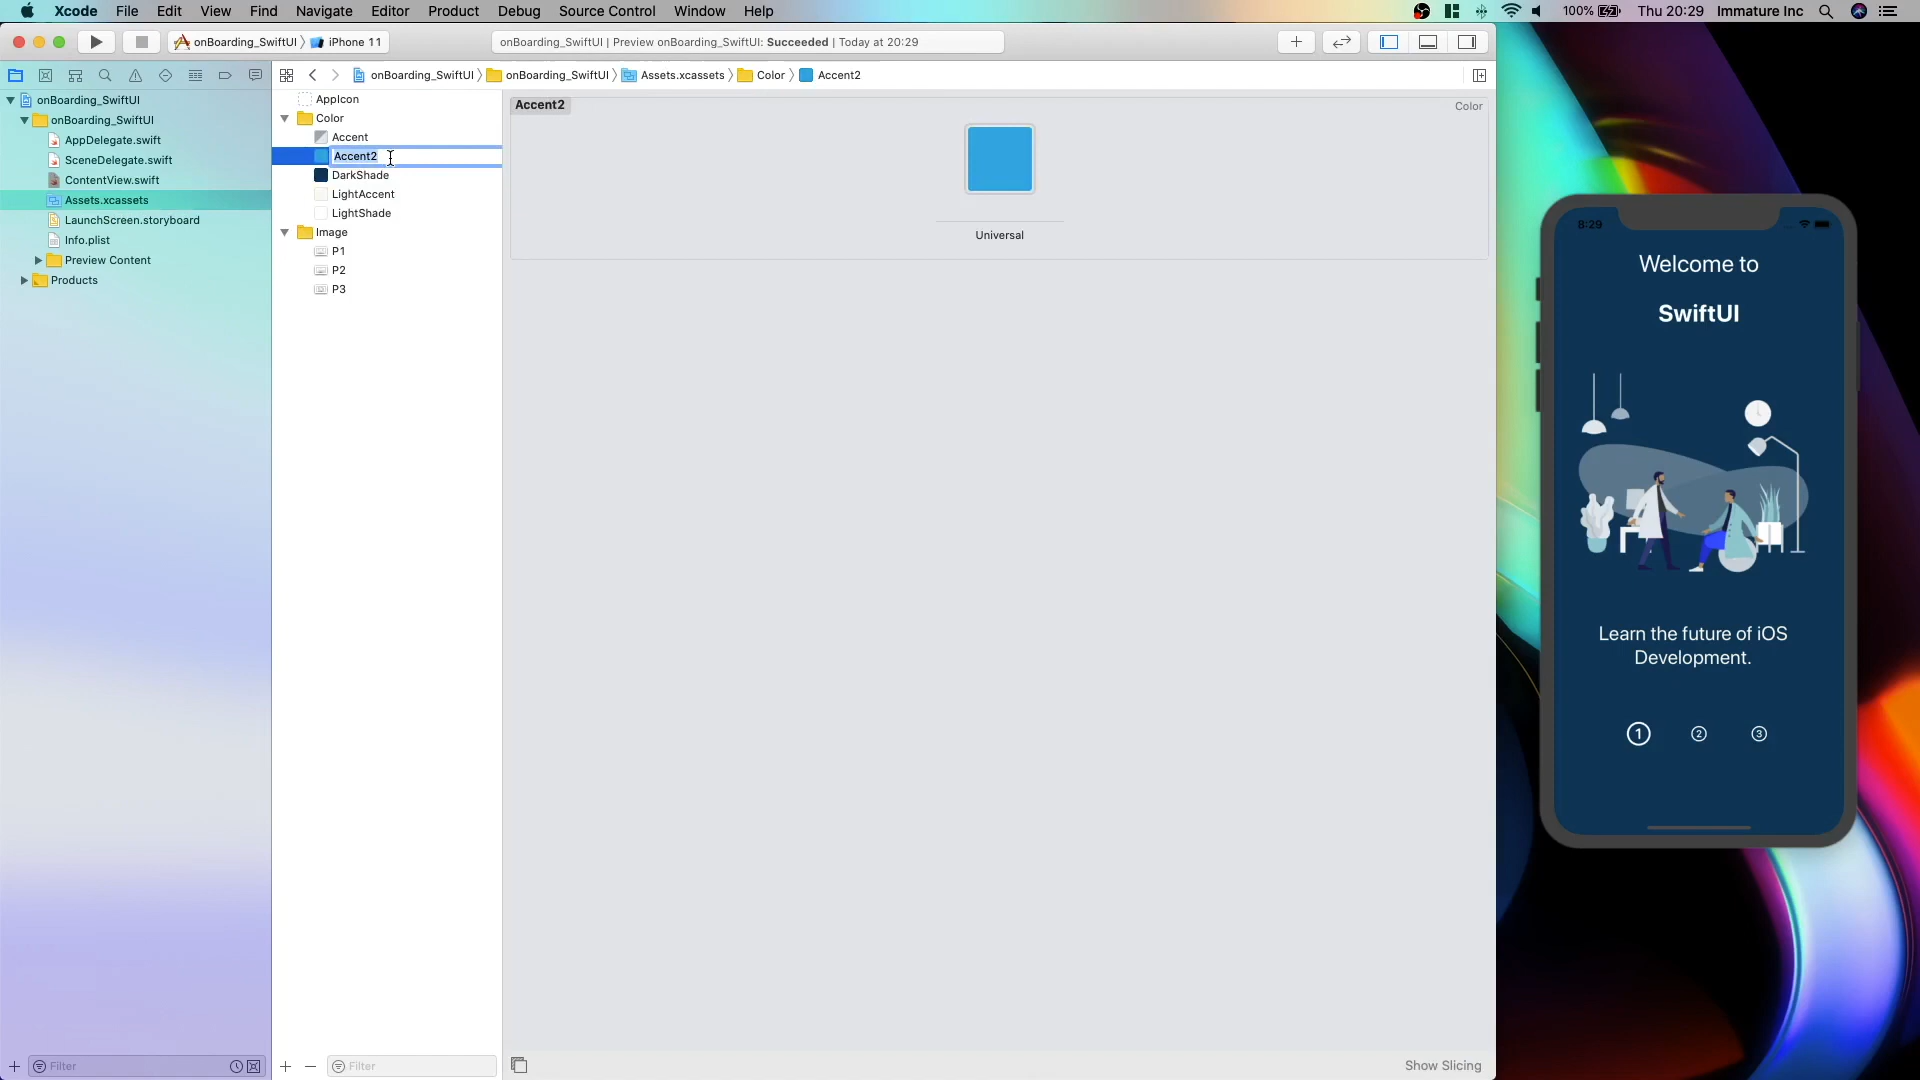 Xcode File Edit View Find Navigate Editor Product Debug Source Control Window Help 100% Thu 20:29 Immature Inc
onBoarding_SwiftUI iPhone 11 onBoarding_SwiftUI | Preview onBoarding_SwiftUI: Succeeded | Today at 20:29
onBoarding_SwiftUI onBoarding_SwiftUI Assets.xcassets Color Accent2
onBoarding_SwiftUI
onBoarding_SwiftUI
AppDelegate.swift
SceneDelegate.swift
ContentView.swift
Assets.xcassets
LaunchScreen.storyboard
Info.plist
Preview Content
Products
Filter
AppIcon
Color
Accent
Accent2
DarkShade
LightAccent
LightShade
Image
P1
P2
P3
Filter
Accent2
Color
Universal
Show Slicing
8:29
Welcome to
SwiftUI
Learn the future of iOS
Development.
1 2 3